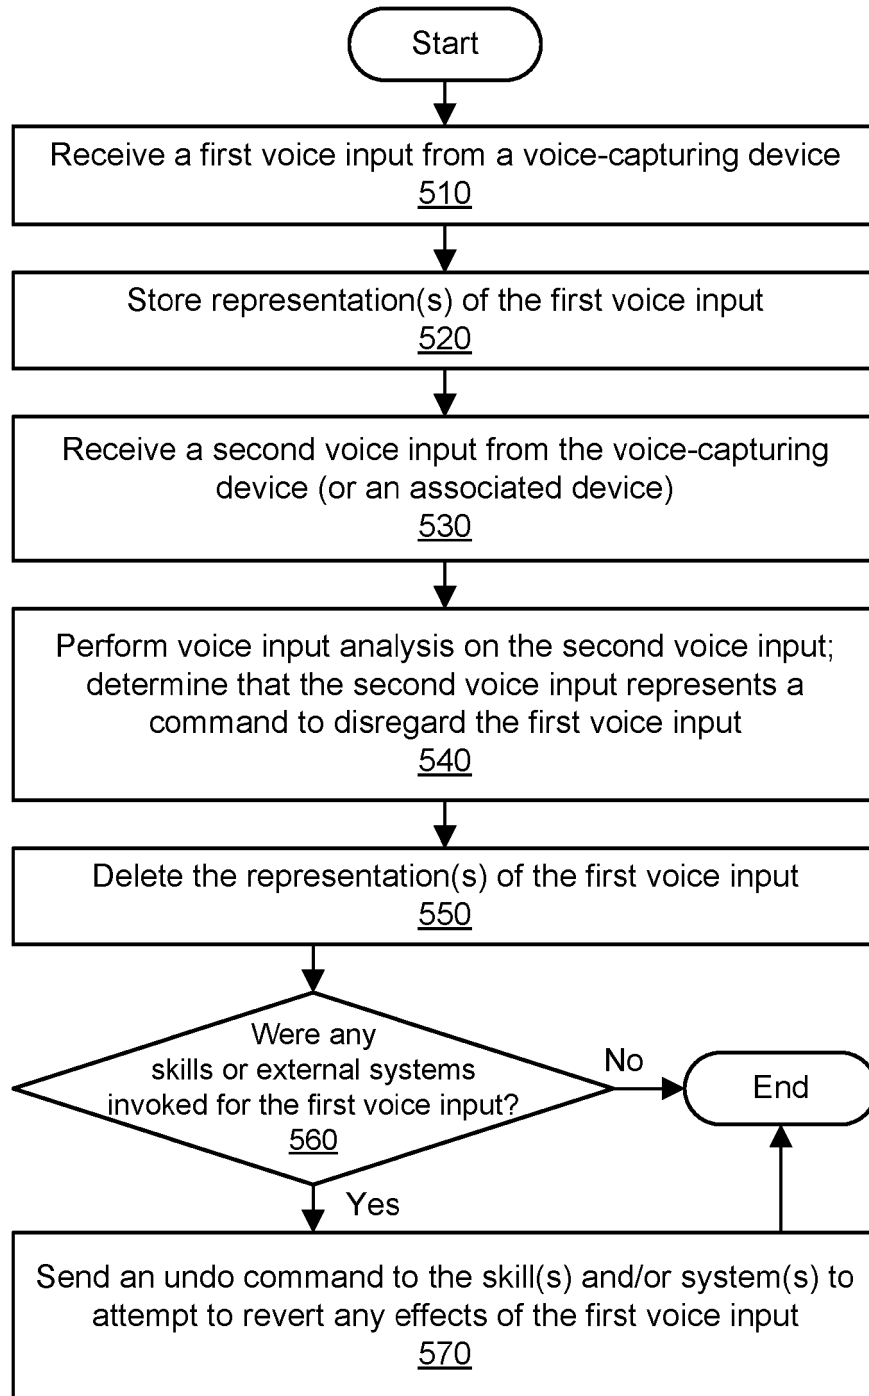 Start
Receive a first voice input from a voice-capturing device
510
Store representation(s) of the first voice input
520
Receive a second voice input from the voice-capturing
device (or an associated device)
530
Perform voice input analysis on the second voice input;
determine that the second voice input represents a
command to disregard the first voice input
540
Delete the representation(s) of the first voice input
550
Were any
skills or external systems
invoked for the first voice input?
560
No
End
Yes
Send an undo command to the skill(s) and/or system(s) to
attempt to revert any effects of the first voice input
570